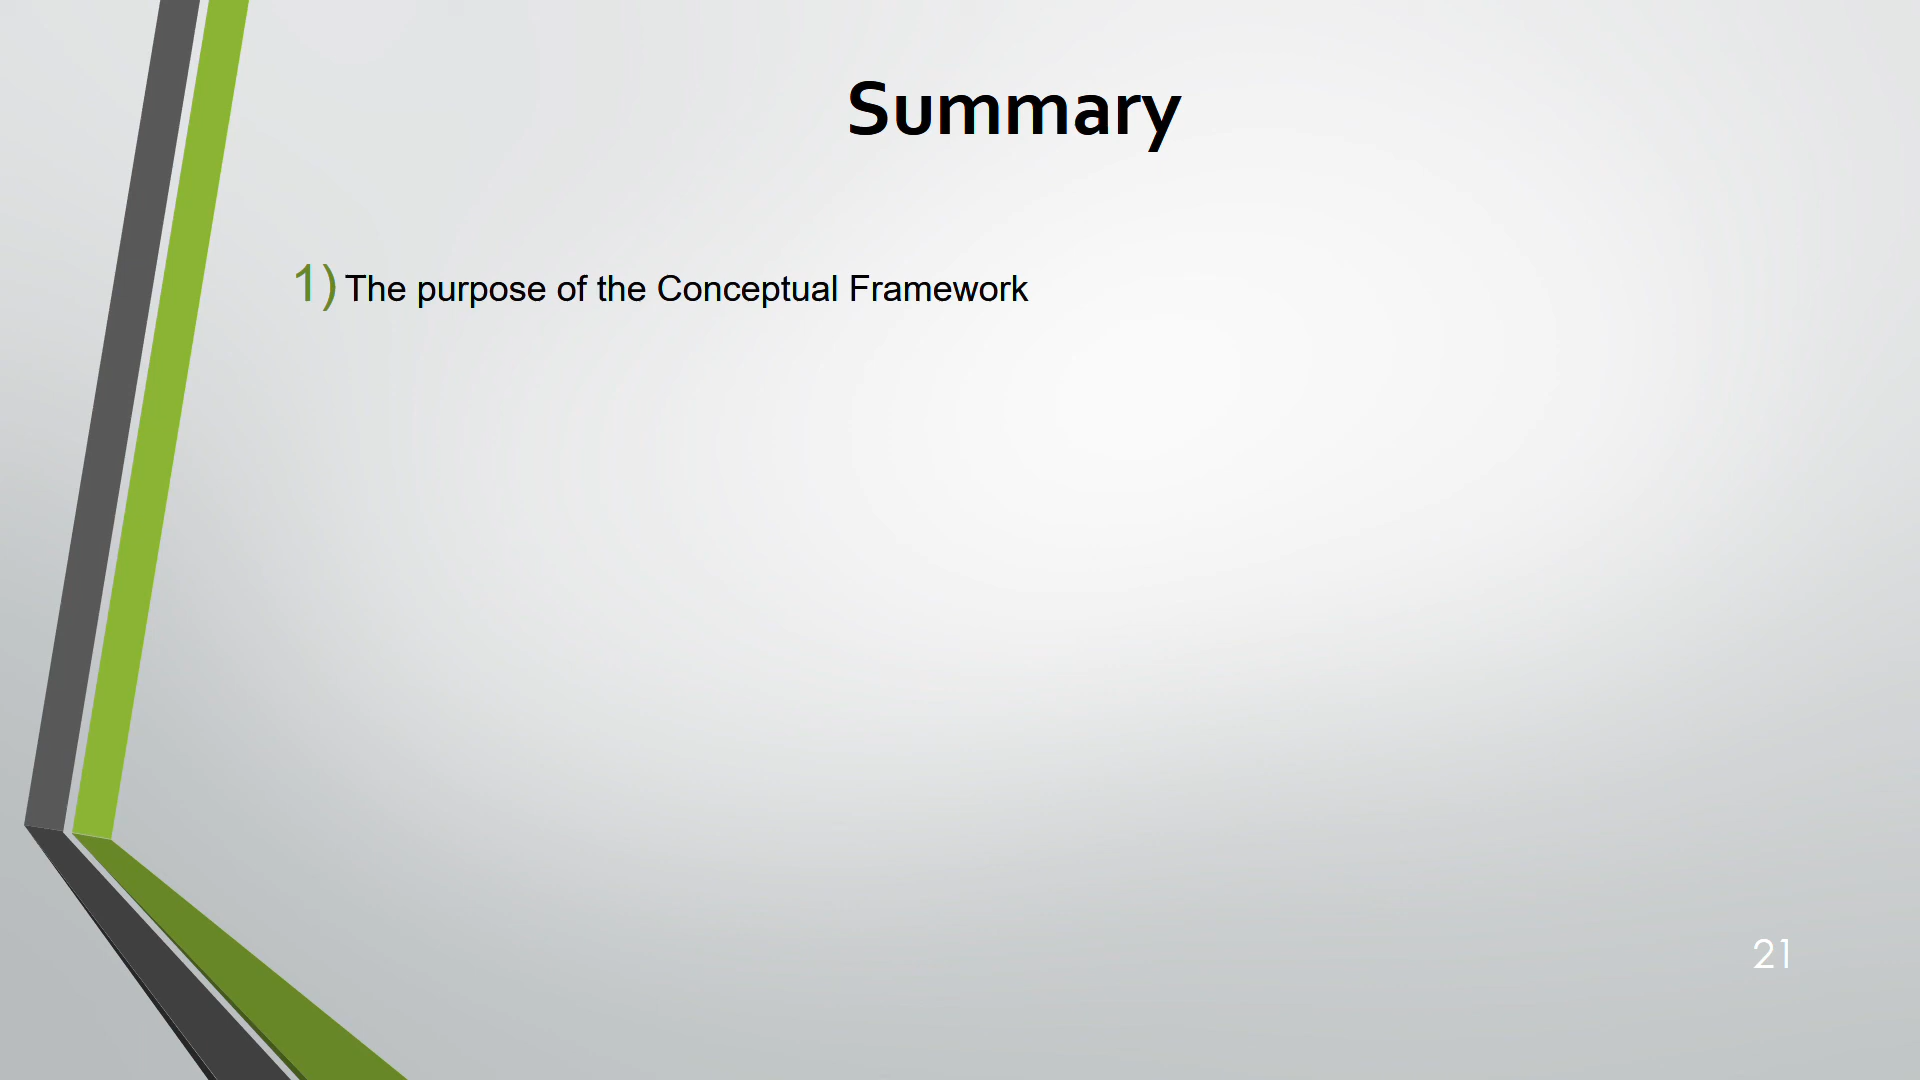 Summary
1) The purpose of the Conceptual Framework
21